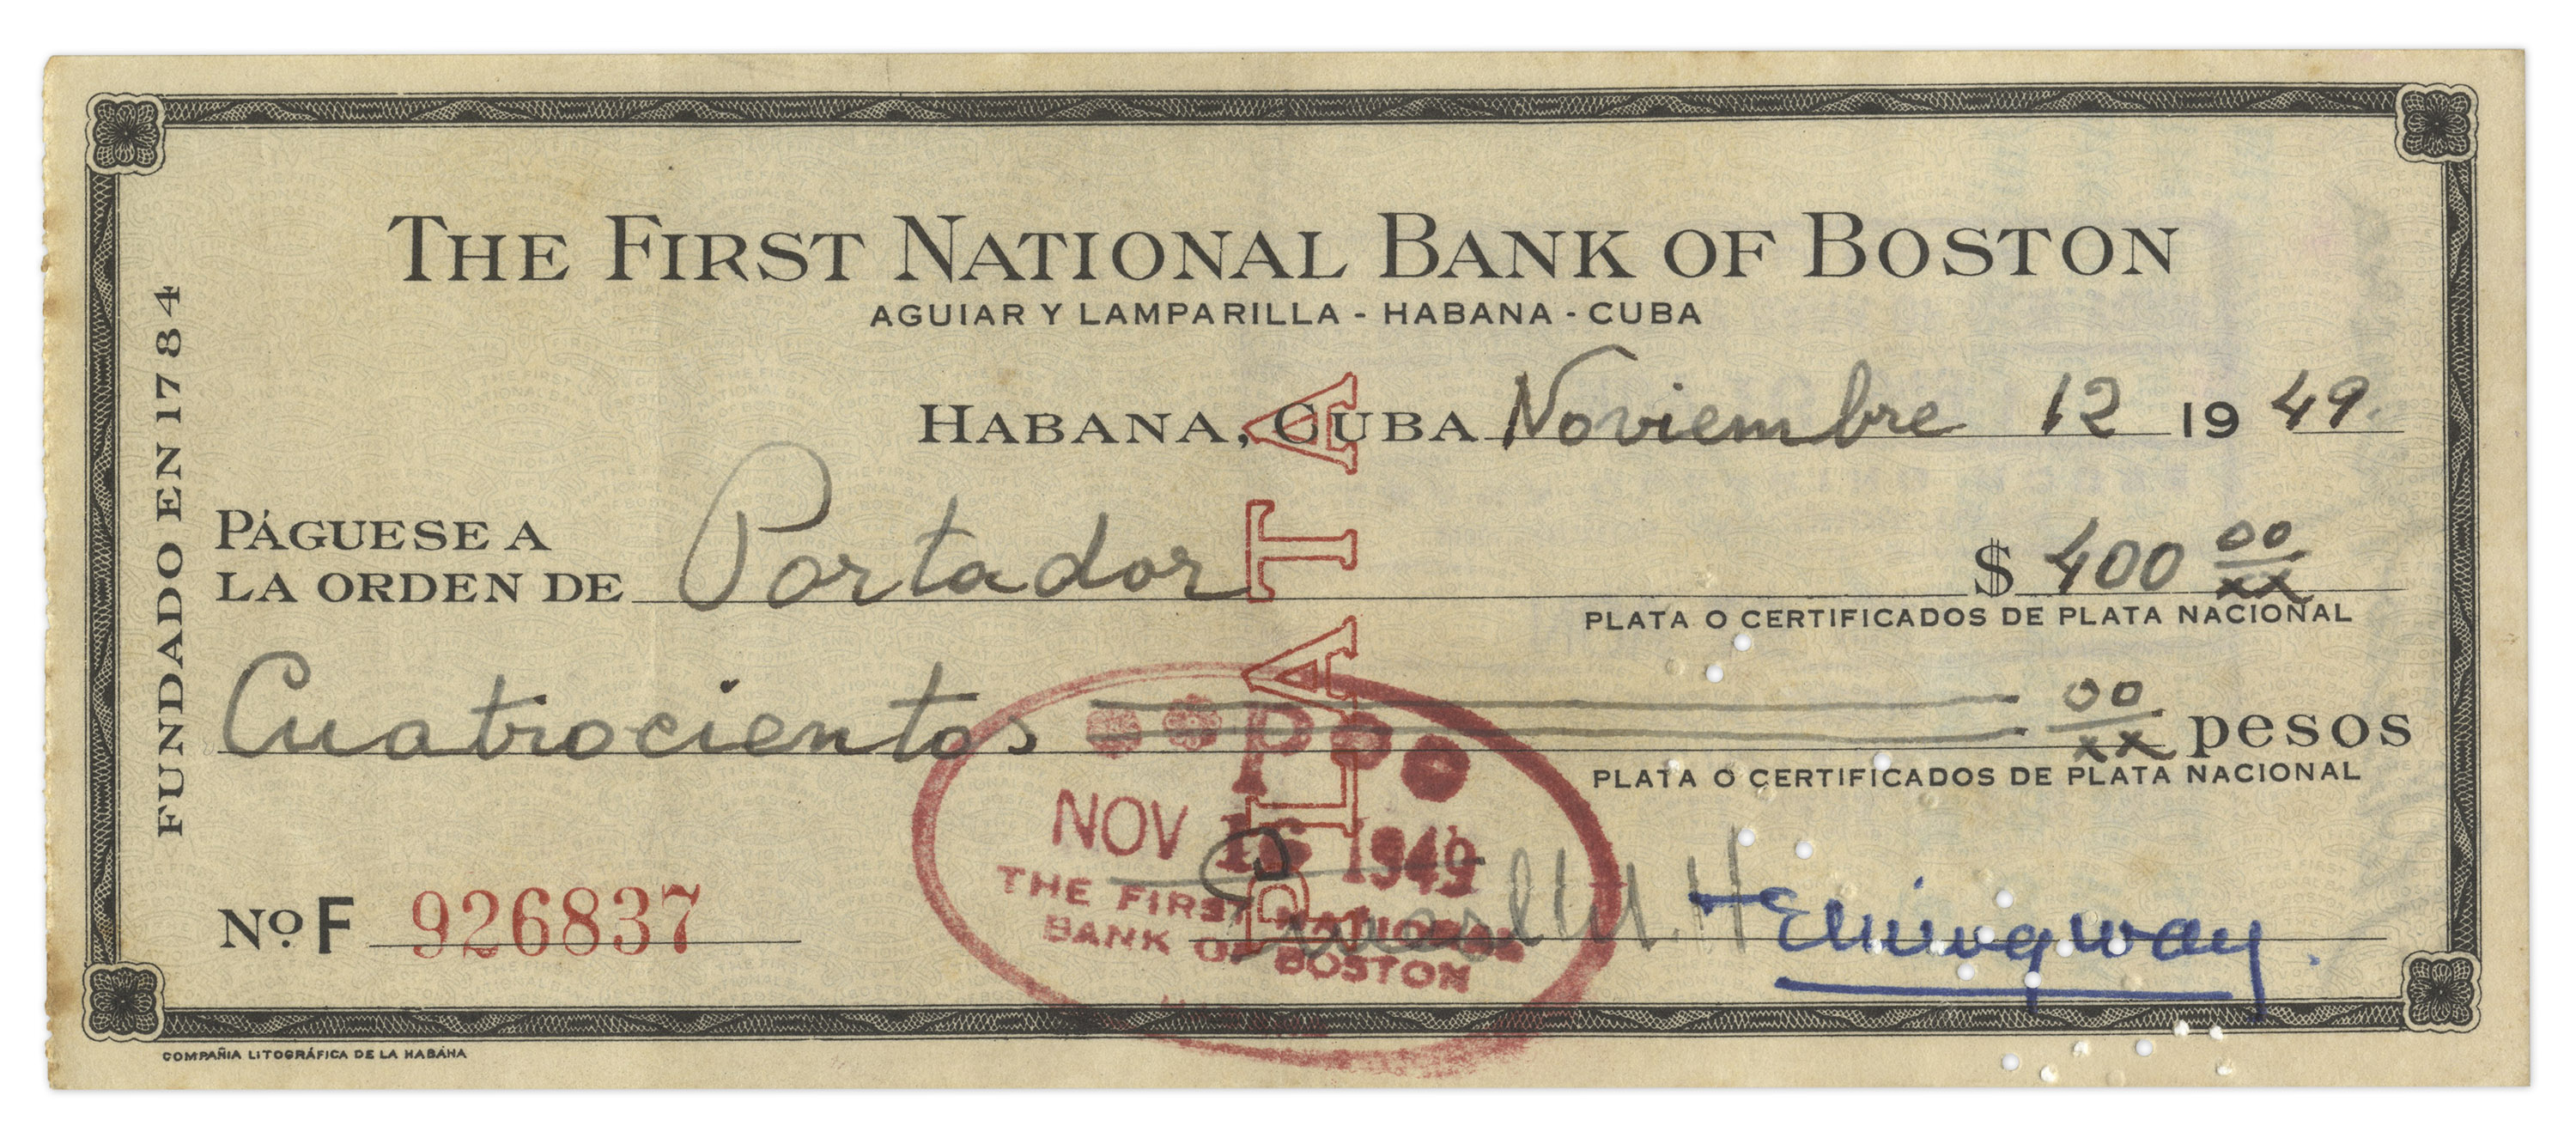 THE FIRST NATIONAL BANK OF BOSTON
AGUIAR Y LAMPARILLA - HABANA - CUBA
HABANA, CUBA Noviembre 12 1949.
PÁGUESE A
LA ORDEN DE Portador $ 400 00/xx
PLATA O CERTIFICADOS DE PLATA NACIONAL
Cuatrocientos 00/xx pesos
PLATA O CERTIFICADOS DE PLATA NACIONAL
FUNDADO EN 1784
PLATA
NOV 16 1949
THE FIRST NATIONAL
BANK OF BOSTON
Nº F 926837
Hemingway.
COMPAÑIA LITOGRÁFICA DE LA HABANA